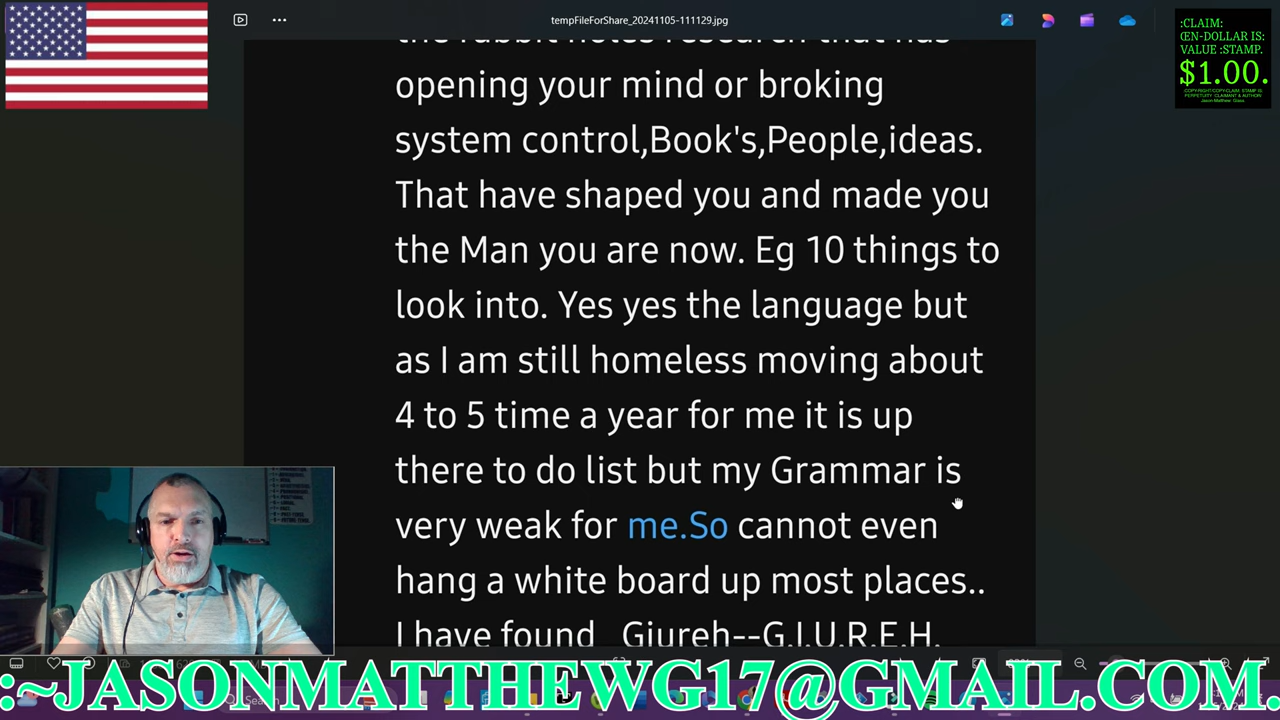 tempFileForShare_20241105-111129.jpg
:CLAIM:
VALUE :STAMP.
$1.00.
opening your mind or broking
system control,Book's,People,ideas.
That have shaped you and made you
the Man you are now. Eg 10 things to
look into. Yes yes the language but
as I am still homeless moving about
4 to 5 time a year for me it is up
there to do list but my Grammar is
very weak for me.So cannot even
hang a white board up most places..
I have found Giureh--G.I.U.R.E.H.
:~JASONMATTHEWG17@GMAIL.COM.